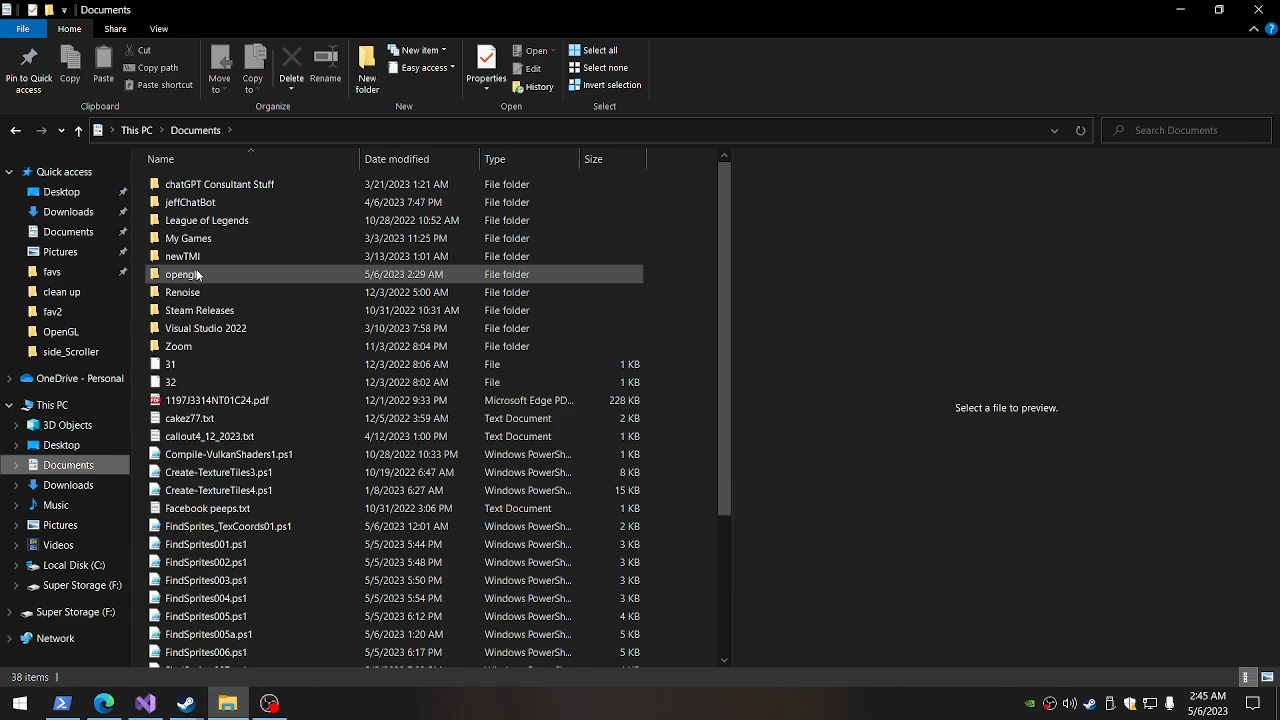 Documents
File Home Share View
Pin to Quick access
Copy
Paste
Cut
Copy path
Paste shortcut
Clipboard
Move to
Copy to
Delete
Rename
Organize
New folder
New item
Easy access
New
Properties
Open
Edit
History
Open
Select all
Select none
Invert selection
Select
This PC > Documents >
Search Documents
Quick access
Desktop
Downloads
Documents
Pictures
favs
clean up
fav2
OpenGL
side_Scroller
OneDrive - Personal
This PC
3D Objects
Desktop
Documents
Downloads
Music
Pictures
Videos
Local Disk (C:)
Super Storage (F:)
Super Storage (F:)
Network
Name Date modified Type Size
chatGPT Consultant Stuff 3/21/2023 1:21 AM File folder
jeffChatBot 4/6/2023 7:47 PM File folder
League of Legends 10/28/2022 10:52 AM File folder
My Games 3/3/2023 11:25 PM File folder
newTMI 3/13/2023 1:01 AM File folder
opengl 5/6/2023 2:29 AM File folder
Renoise 12/3/2022 5:00 AM File folder
Steam Releases 10/31/2022 10:31 AM File folder
Visual Studio 2022 3/10/2023 7:58 PM File folder
Zoom 11/3/2022 8:04 PM File folder
31 12/3/2022 8:06 AM File 1 KB
32 12/3/2022 8:02 AM File 1 KB
1197J3314NT01C24.pdf 12/1/2022 9:33 PM Microsoft Edge PD... 228 KB
cakez77.txt 12/5/2022 3:59 AM Text Document 2 KB
callout4_12_2023.txt 4/12/2023 1:00 PM Text Document 1 KB
Compile-VulkanShaders1.ps1 10/28/2022 10:33 PM Windows PowerSh... 1 KB
Create-TextureTiles3.ps1 10/19/2022 6:47 AM Windows PowerSh... 8 KB
Create-TextureTiles4.ps1 1/8/2023 6:27 AM Windows PowerSh... 15 KB
Facebook peeps.txt 10/31/2022 3:06 PM Text Document 1 KB
FindSprites_TexCoords01.ps1 5/6/2023 12:01 AM Windows PowerSh... 2 KB
FindSprites001.ps1 5/5/2023 5:44 PM Windows PowerSh... 3 KB
FindSprites002.ps1 5/5/2023 5:48 PM Windows PowerSh... 3 KB
FindSprites003.ps1 5/5/2023 5:50 PM Windows PowerSh... 3 KB
FindSprites004.ps1 5/5/2023 5:54 PM Windows PowerSh... 3 KB
FindSprites005.ps1 5/5/2023 6:12 PM Windows PowerSh... 4 KB
FindSprites005a.ps1 5/6/2023 1:20 AM Windows PowerSh... 5 KB
FindSprites006.ps1 5/5/2023 6:17 PM Windows PowerSh... 5 KB
Select a file to preview.
38 items
2:45 AM
5/6/2023